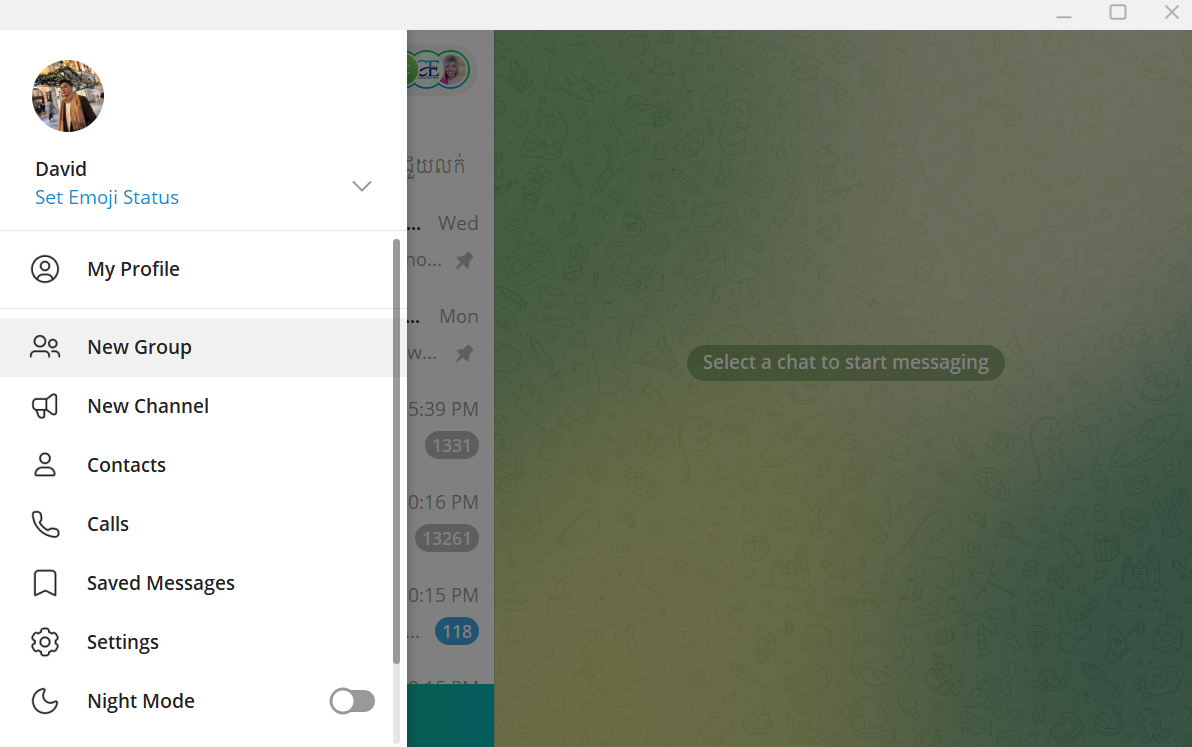 David
Set Emoji Status
My Profile
New Group
New Channel
Contacts
Calls
Saved Messages
Settings
Night Mode
GE
ជួយលក់
... Wed
no...
... Mon
w...
5:39 PM
1331
0:16 PM
13261
0:15 PM
... 118
Select a chat to start messaging